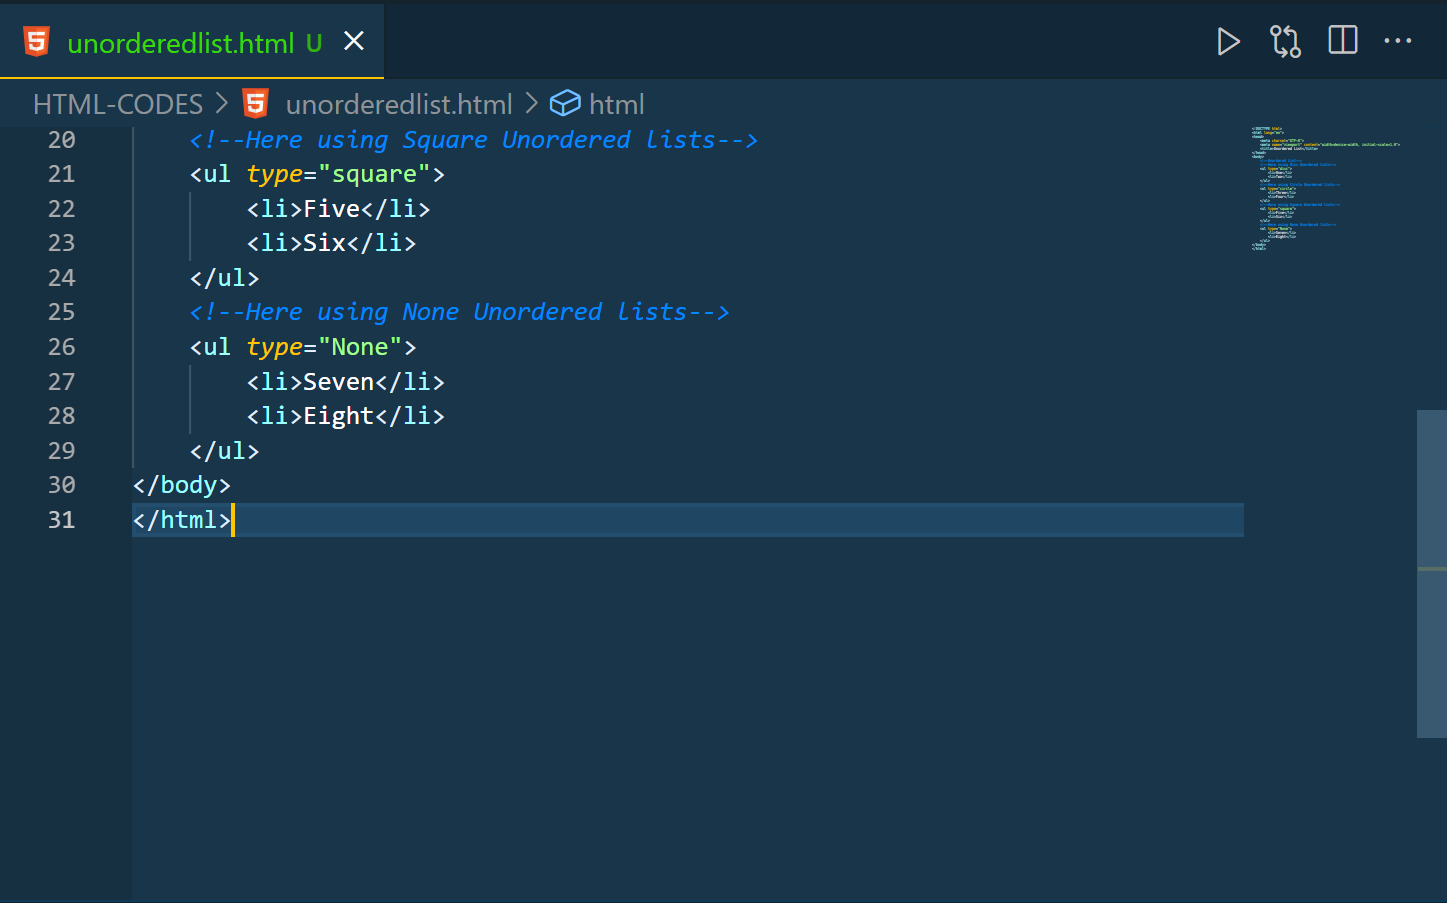 unorderedlist.html U
HTML-CODES > unorderedlist.html > html
20 <!--Here using Square Unordered lists-->
21 <ul type="square">
22 <li>Five</li>
23 <li>Six</li>
24 </ul>
25 <!--Here using None Unordered lists-->
26 <ul type="None">
27 <li>Seven</li>
28 <li>Eight</li>
29 </ul>
30 </body>
31 </html>